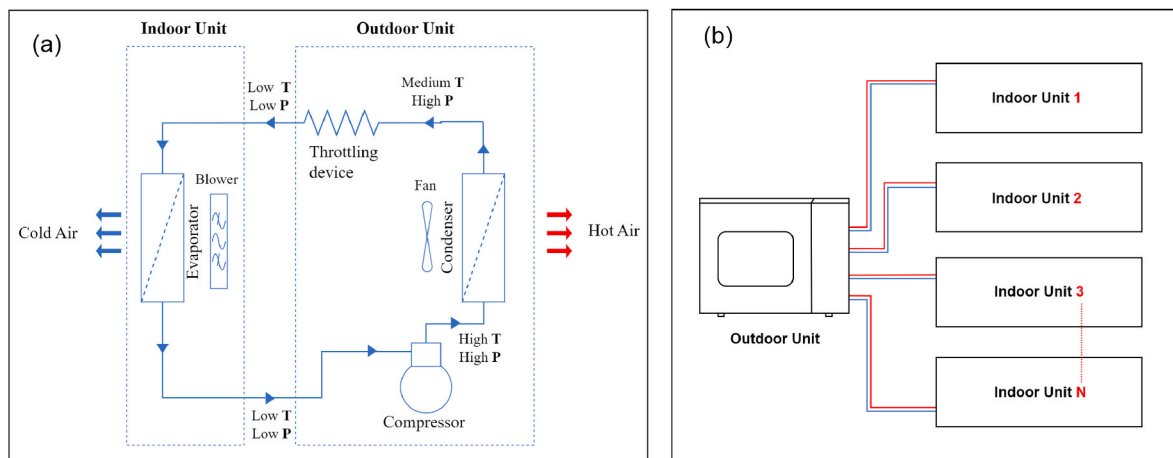 (a)
Indoor Unit
Outdoor Unit
Low T
Low P
Medium T
High P
Throttling
device
Blower
Fan
Cold Air
Evaporator
Condenser
Hot Air
High T
High P
Compressor
Low T
Low P
(b)
Indoor Unit 1
Indoor Unit 2
Indoor Unit 3
Outdoor Unit
Indoor Unit N